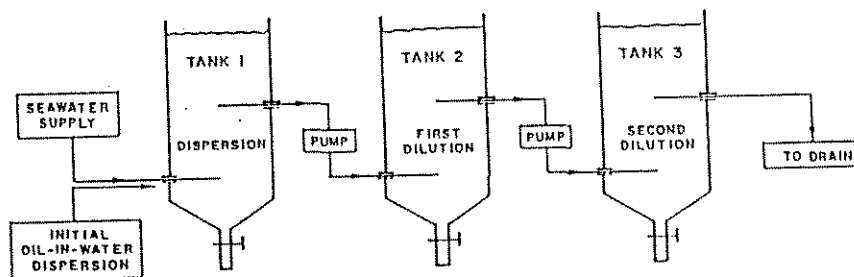 TANK 1
TANK 2
TANK 3
SEAWATER
SUPPLY
DISPERSION
PUMP
FIRST
DILUTION
PUMP
SECOND
DILUTION
TO DRAIN
INITIAL
OIL-IN-WATER
DISPERSION